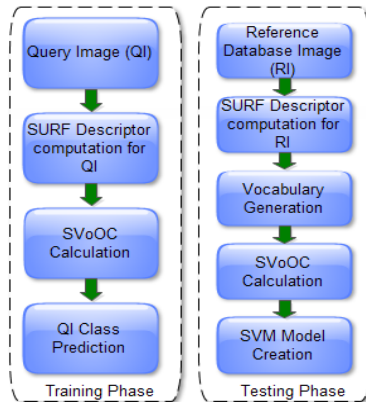 Query Image (QI)
SURF Descriptor
computation for
QI
SVoOC
Calculation
QI Class
Prediction
Training Phase
Reference
Database Image
(RI)
SURF Descriptor
computation for
RI
Vocabulary
Generation
SVoOC
Calculation
SVM Model
Creation
Testing Phase